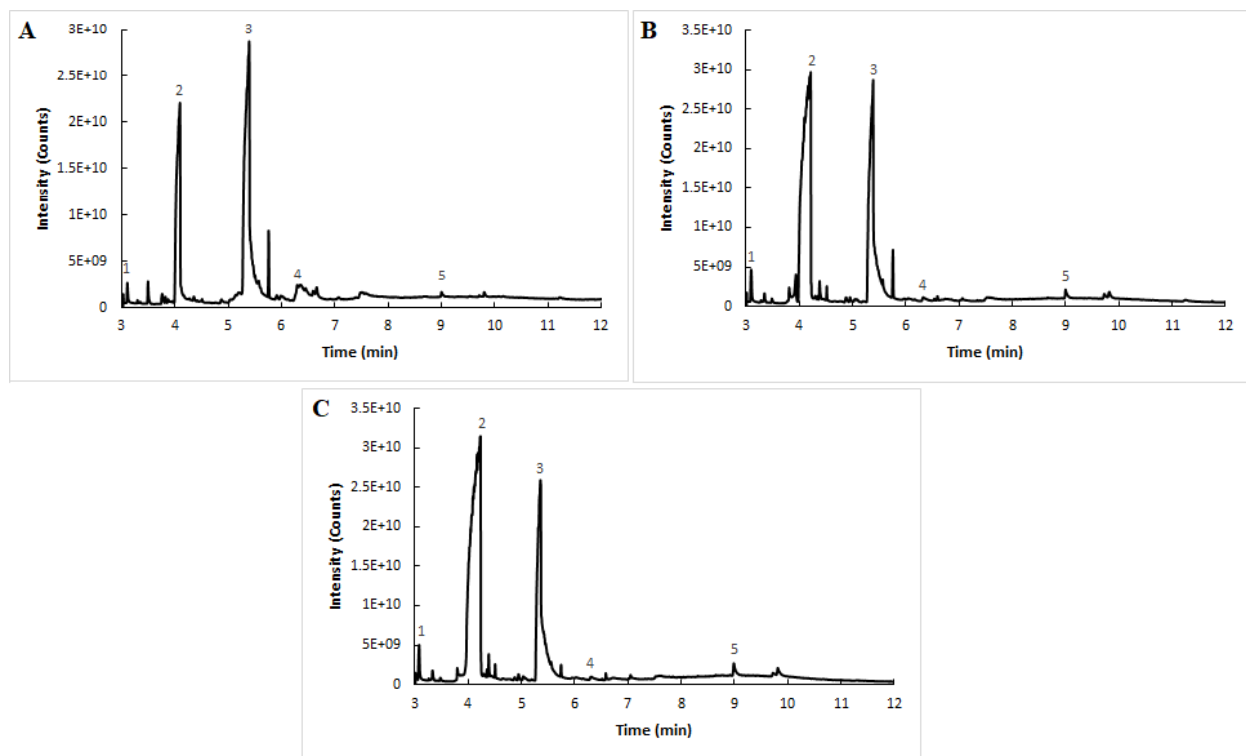 A
Intensity (Counts)
3E+10
2.5E+10
2E+10
1.5E+10
1E+10
5E+09
0
1
2
3
4
5
3 4 5 6 7 8 9 10 11 12
Time (min)
B
Intensity (Counts)
3.5E+10
3E+10
2.5E+10
2E+10
1.5E+10
1E+10
5E+09
0
1
2
3
4
5
3 4 5 6 7 8 9 10 11 12
Time (min)
C
Intensity (Counts)
3.5E+10
3E+10
2.5E+10
2E+10
1.5E+10
1E+10
5E+09
0
1
2
3
4
5
3 4 5 6 7 8 9 10 11 12
Time (min)